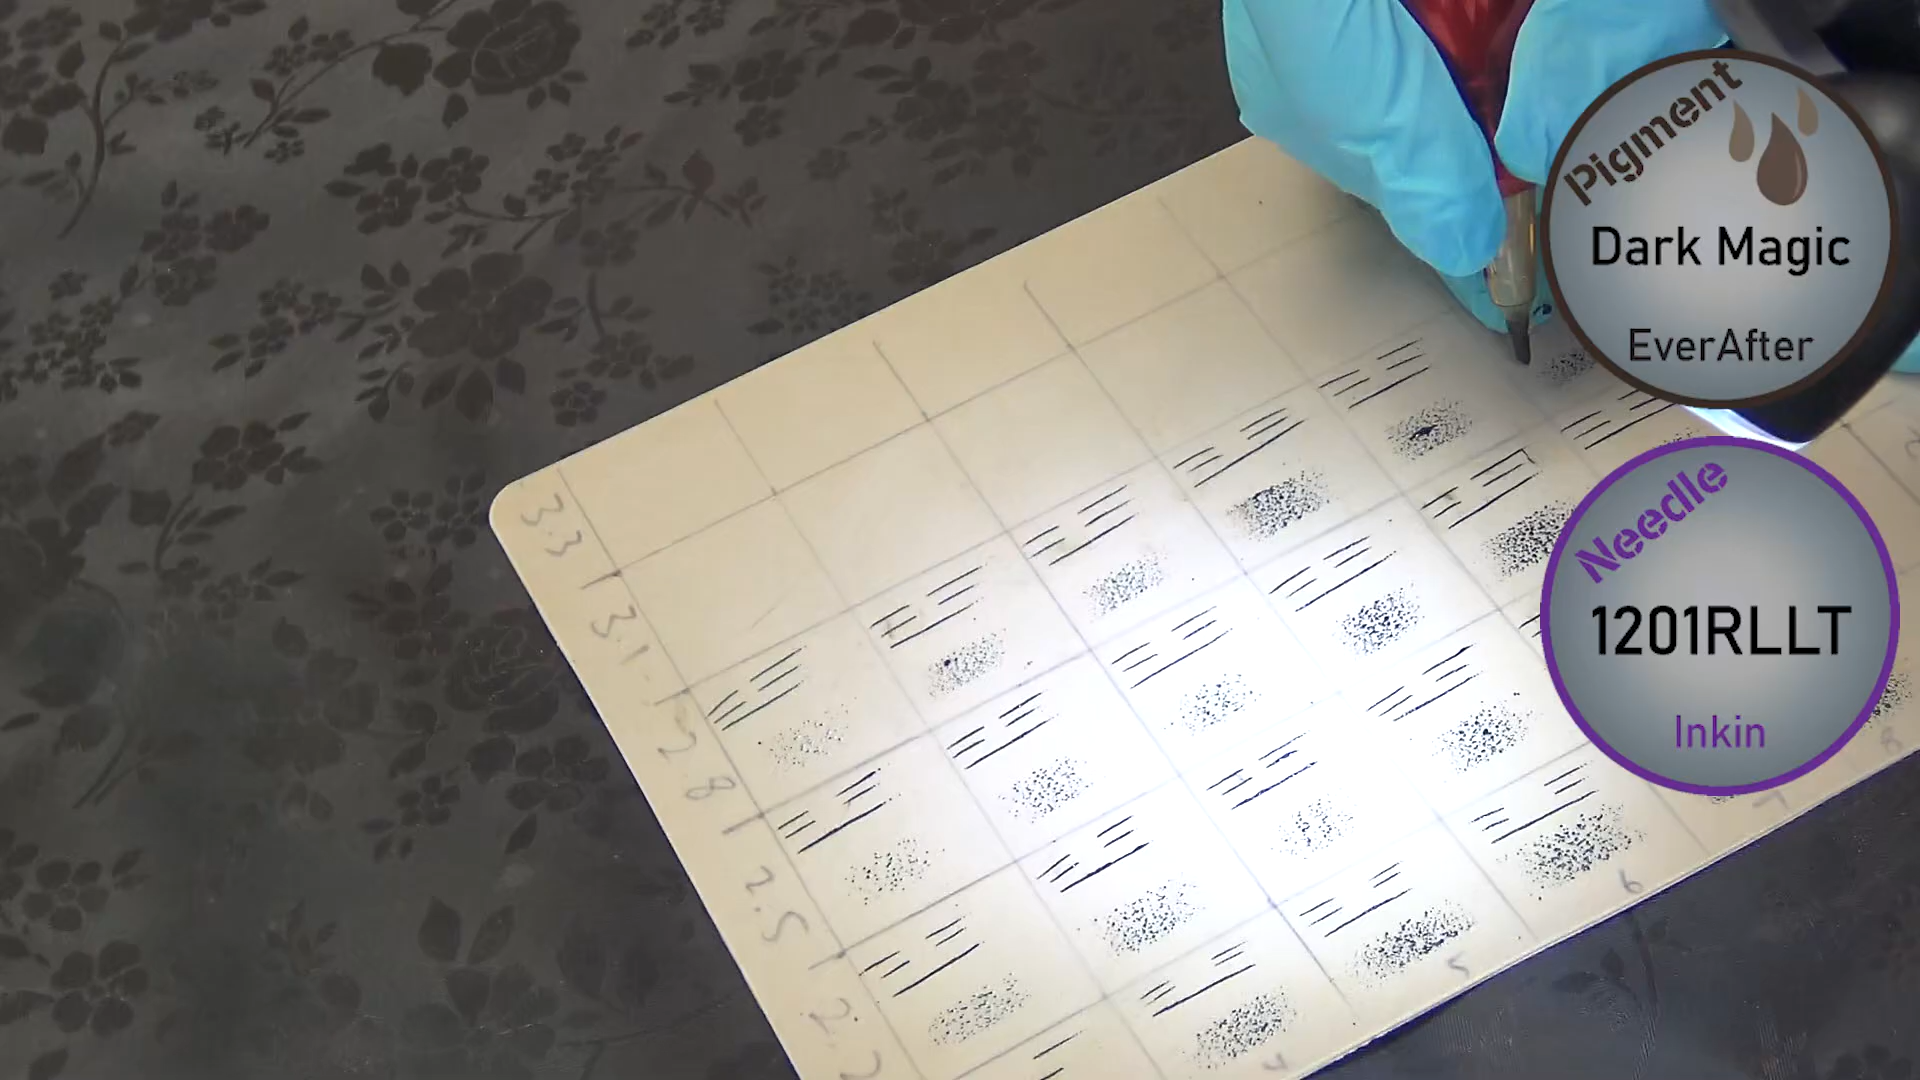 Pigment
Dark Magic
EverAfter
Needle
1201RLLT
Inkin
3.3
3.1
2.8
2.5
2.2
6
5